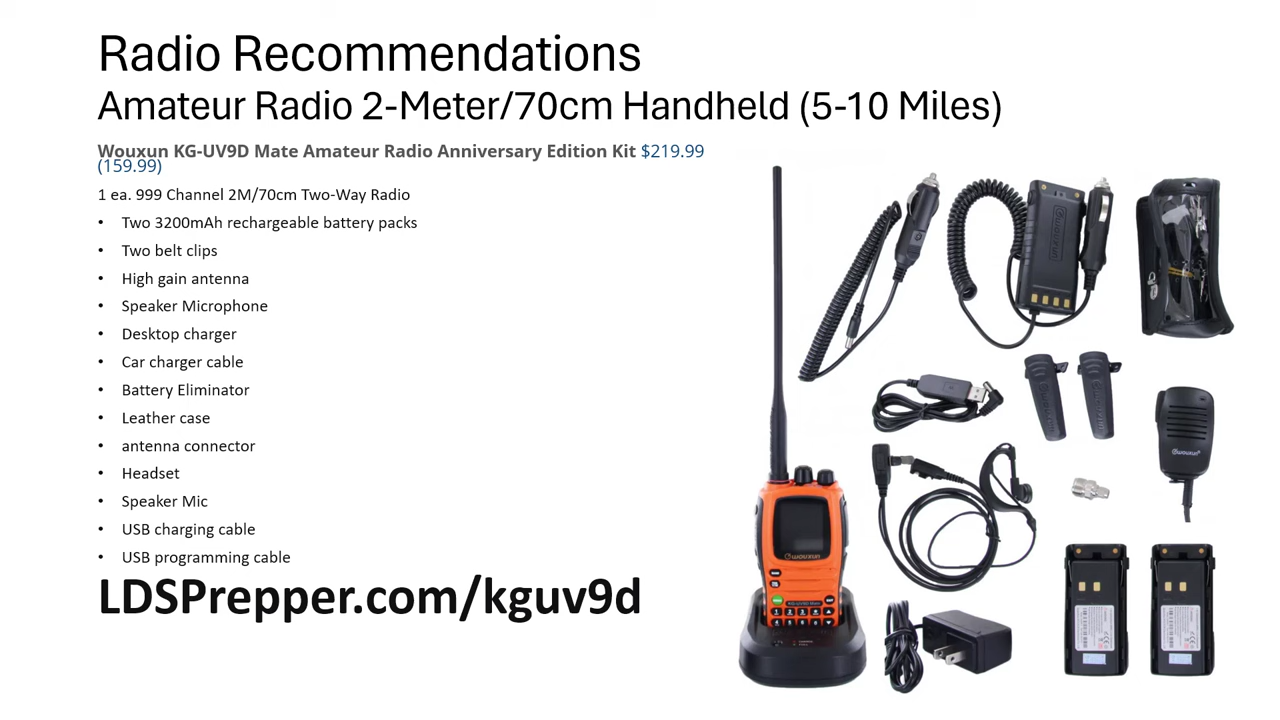 Radio Recommendations
Amateur Radio 2-Meter/70cm Handheld (5-10 Miles)
Wouxun KG-UV9D Mate Amateur Radio Anniversary Edition Kit $219.99
(159.99)
1 ea. 999 Channel 2M/70cm Two-Way Radio
• Two 3200mAh rechargeable battery packs
• Two belt clips
• High gain antenna
• Speaker Microphone
• Desktop charger
• Car charger cable
• Battery Eliminator
• Leather case
• antenna connector
• Headset
• Speaker Mic
• USB charging cable
• USB programming cable
LDSPrepper.com/kguv9d
wouxun
wouxun